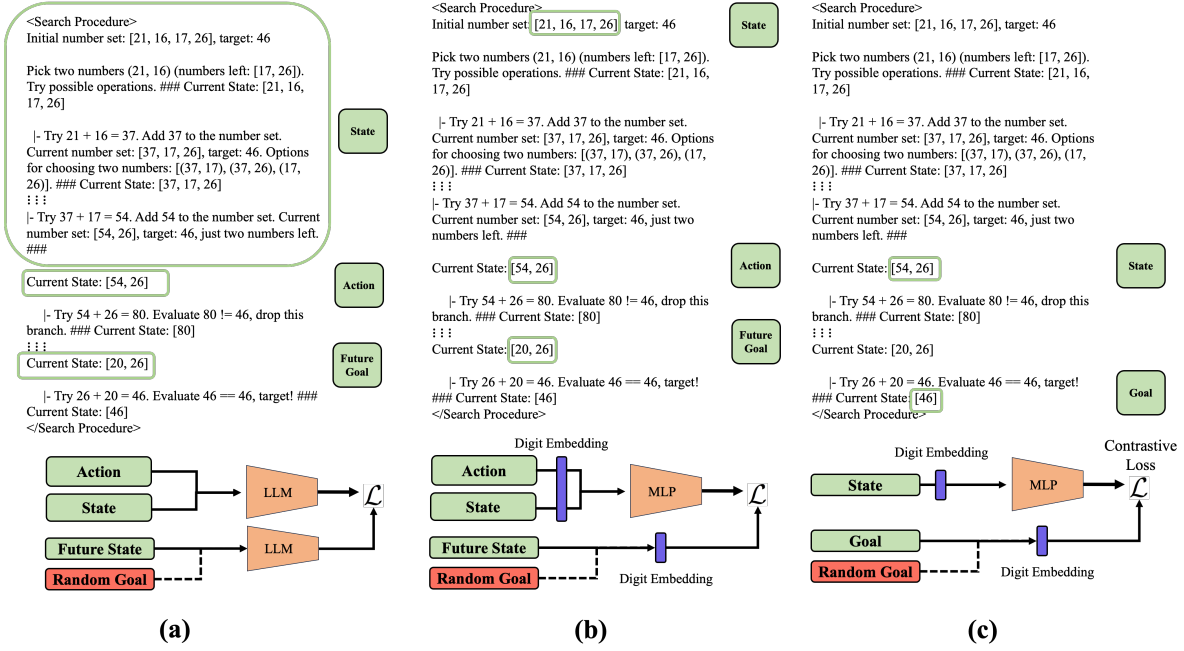 <Search Procedure>
Initial number set: [21, 16, 17, 26], target: 46
Pick two numbers (21, 16) (numbers left: [17, 26]).
Try possible operations. ### Current State: [21, 16,
17, 26]
|- Try 21 + 16 = 37. Add 37 to the number set.
Current number set: [37, 17, 26], target: 46. Options
for choosing two numbers: [(37, 17), (37, 26), (17,
26)]. ### Current State: [37, 17, 26]
|- Try 37 + 17 = 54. Add 54 to the number set. Current
number set: [54, 26], target: 46, just two numbers left.
###
Current State: [54, 26]
|- Try 54 + 26 = 80. Evaluate 80 != 46, drop this
branch. ### Current State: [80]
Current State: [20, 26]
|- Try 26 + 20 = 46. Evaluate 46 == 46, target! ###
Current State: [46]
</Search Procedure>
State
Action
Future
Goal
Action
State
LLM
Future State
LLM
Random Goal
ℒ
(a)
<Search Procedure>
Initial number set: [21, 16, 17, 26], target: 46
Pick two numbers (21, 16) (numbers left: [17, 26]).
Try possible operations. ### Current State: [21, 16,
17, 26]
|- Try 21 + 16 = 37. Add 37 to the number set.
Current number set: [37, 17, 26], target: 46. Options
for choosing two numbers: [(37, 17), (37, 26), (17,
26)]. ### Current State: [37, 17, 26]
|- Try 37 + 17 = 54. Add 54 to the number set.
Current number set: [54, 26], target: 46, just two
numbers left. ###
Current State: [54, 26]
|- Try 54 + 26 = 80. Evaluate 80 != 46, drop this
branch. ### Current State: [80]
Current State: [20, 26]
|- Try 26 + 20 = 46. Evaluate 46 == 46, target!
### Current State: [46]
</Search Procedure>
State
Action
Future
Goal
Digit Embedding
Action
State
MLP
ℒ
Future State
Random Goal
Digit Embedding
(b)
<Search Procedure>
Initial number set: [21, 16, 17, 26], target: 46
Pick two numbers (21, 16) (numbers left: [17, 26]).
Try possible operations. ### Current State: [21, 16,
17, 26]
|- Try 21 + 16 = 37. Add 37 to the number set.
Current number set: [37, 17, 26], target: 46. Options
for choosing two numbers: [(37, 17), (37, 26), (17,
26)]. ### Current State: [37, 17, 26]
|- Try 37 + 17 = 54. Add 54 to the number set.
Current number set: [54, 26], target: 46, just two
numbers left. ###
Current State: [54, 26]
|- Try 54 + 26 = 80. Evaluate 80 != 46, drop this
branch. ### Current State: [80]
Current State: [20, 26]
|- Try 26 + 20 = 46. Evaluate 46 == 46, target!
### Current State: [46]
</Search Procedure>
State
Goal
Digit Embedding
Contrastive
Loss
State
MLP
ℒ
Goal
Random Goal
Digit Embedding
(c)